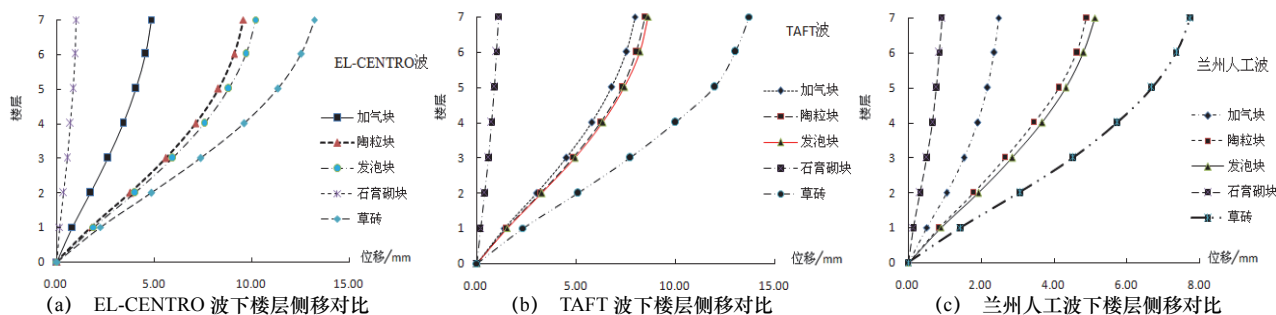 7
6
5
4
3
2
1
0
楼层
EL-CENTRO波
加气块
陶粒块
发泡块
石膏砌块
草砖
位移/mm
0.00 5.00 10.00 15.00
(a) EL-CENTRO 波下楼层侧移对比
7
6
5
4
3
2
1
0
楼层
TAFT波
加气块
陶粒块
发泡块
石膏砌块
草砖
位移/mm
0.00 5.00 10.00 15.00
(b) TAFT 波下楼层侧移对比
7
6
5
4
3
2
1
0
楼层
兰州人工波
加气块
陶粒块
发泡块
石膏砌块
草砖
位移/mm
0.00 2.00 4.00 6.00 8.00
(c) 兰州人工波下楼层侧移对比